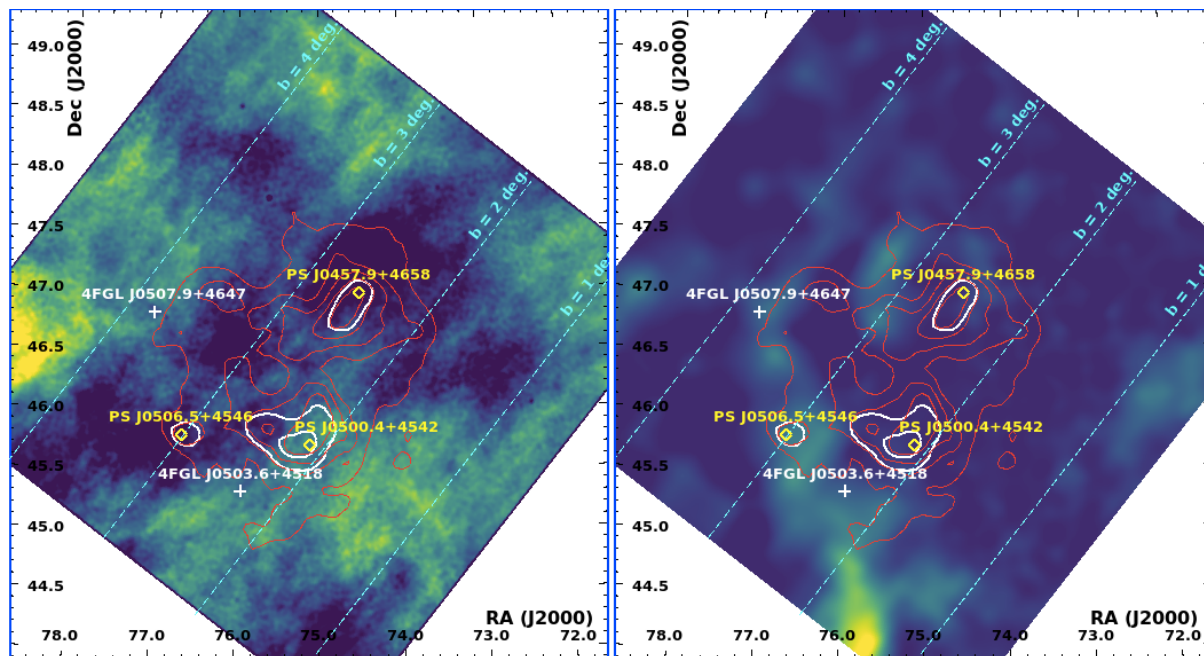 49.0
Dec (J2000)
48.5
48.0
47.5
47.0
46.5
46.0
45.5
45.0
44.5
b = 4 deg.
b = 3 deg.
b = 2 deg.
b = 1 deg
PS J0457.9+4658
4FGL J0507.9+4647
PS J0506.5+4546
PS J0500.4+4542
4FGL J0503.6+4518
RA (J2000)
78.0 77.0 76.0 75.0 74.0 73.0 72.0
49.0
Dec (J2000)
48.5
48.0
47.5
47.0
46.5
46.0
45.5
45.0
44.5
b = 4 deg.
b = 3 deg.
b = 2 deg.
b = 1 d
PS J0457.9+4658
4FGL J0507.9+4647
PS J0506.5+4546
PS J0500.4+4542
4FGL J0503.6+4518
RA (J2000)
78.0 77.0 76.0 75.0 74.0 73.0 72.0